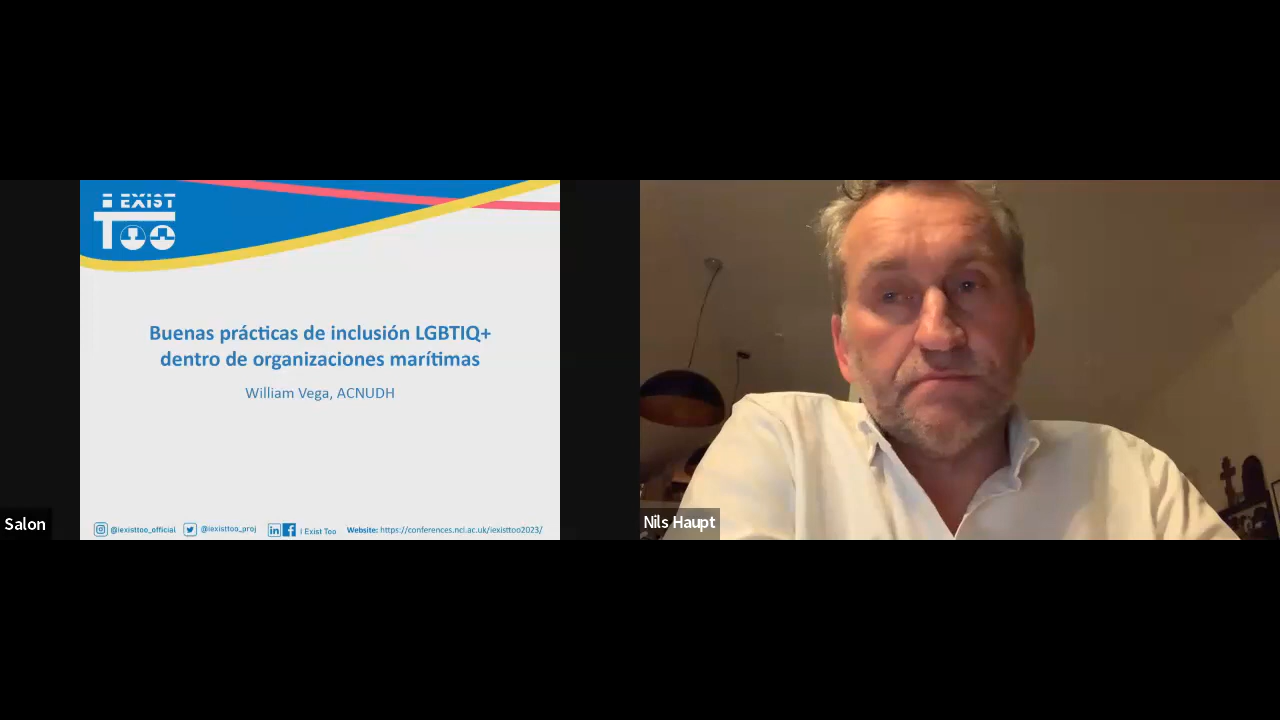 I EXIST
TOO
Buenas prácticas de inclusión LGBTIQ+
dentro de organizaciones marítimas
William Vega, ACNUDH
@iexisttoo_official @iexisttoo_proj I Exist Too Website: https://conferences.ncl.ac.uk/iexisttoo2023/
Salon
Nils Haupt